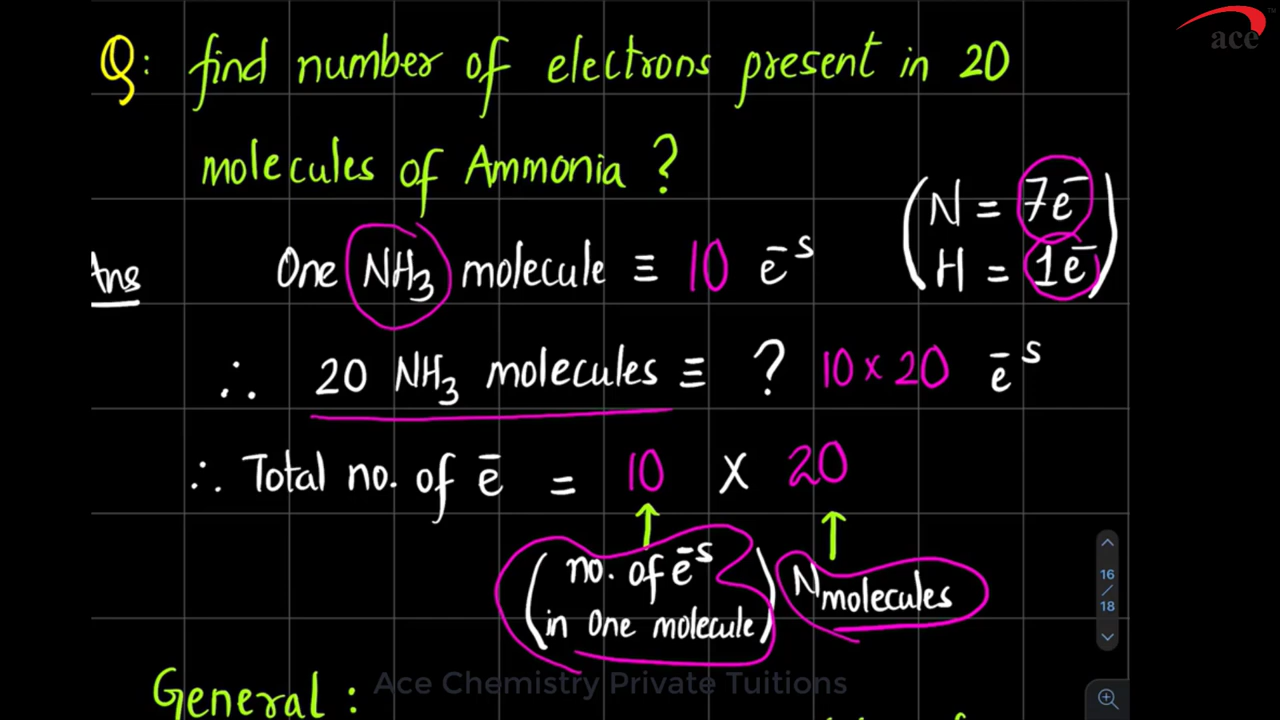 ace
Q: find number of electrons present in 20
molecules of Ammonia ?
(N = 7e̅
H = 1e̅)
Ans One NH₃ molecule ≡ 10 e̅ˢ
∴ 20 NH₃ molecules ≡ ? 10 × 20 e̅ˢ
∴ Total no. of e̅ = 10 X 20
(no. of e̅ˢ
in One molecule) Nmolecules
16
/
18
Ace Chemistry Private Tuitions
General :